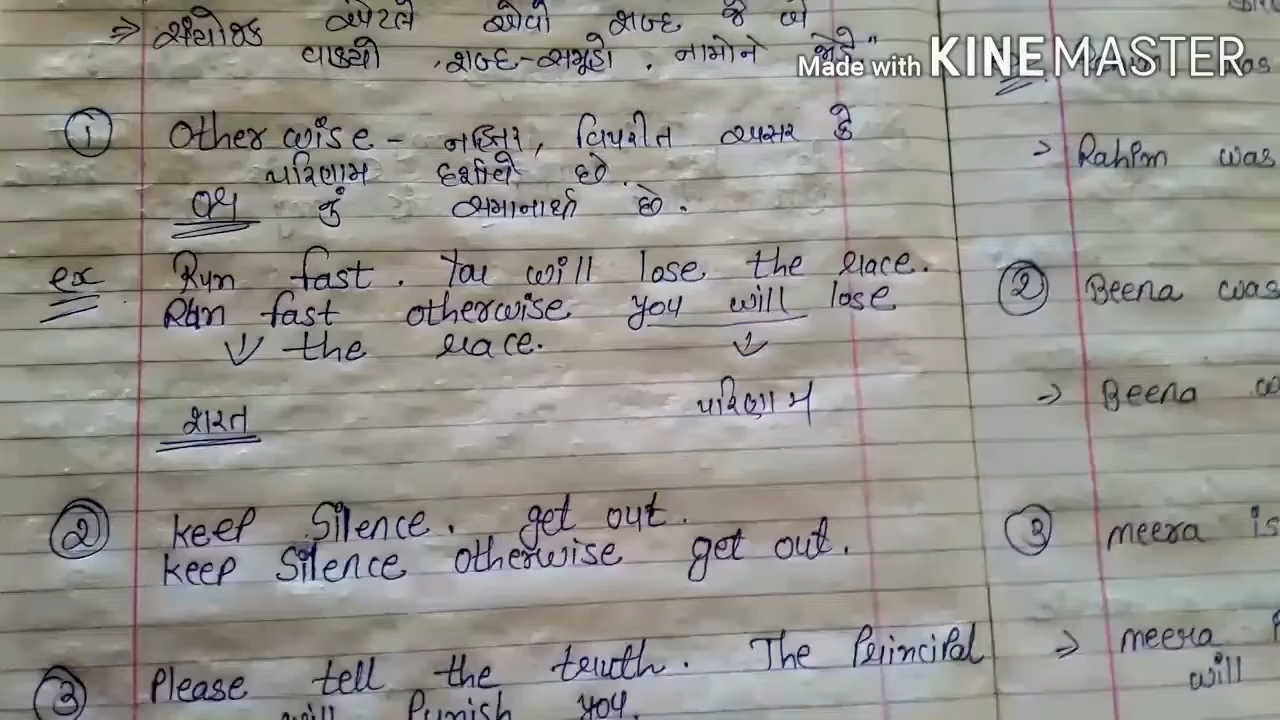 ⇒ સંયોજક એટલે એવો શબ્દ જે બે
વાક્યો, શબ્દ-સમૂહો, નામોને જોડે"
Made with KINEMASTER
① Otherwise - નહિતર, વિપરીત અસર કે
પરિણામ દર્શાવે છે.
સમાનાર્થી છે.
ex Run fast. You will lose the race.
Run fast otherwise you will lose
the race.
શરત
પરિણામ
② keep Silence. get out.
keep Silence otherwise get out.
③ Please tell the truth. The Principal
will Punish you.
→ Rahim was
② Beena was
→ Beena
③ meera is
⇒ meera
will